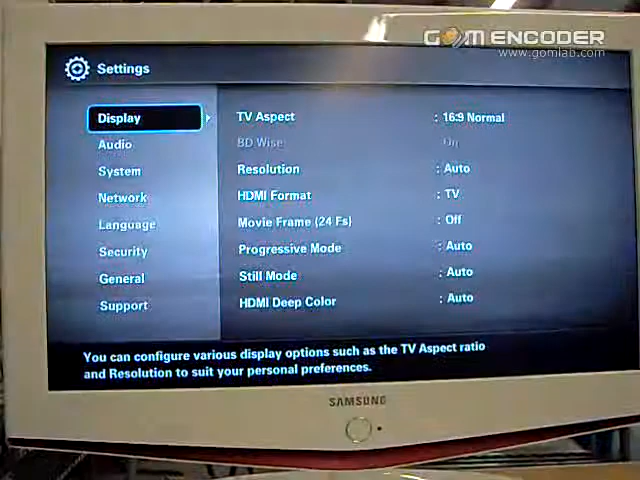 GOM ENCODER
www.gomlab.com
Settings
Display
TV Aspect : 16:9 Normal
Audio
BD Wise On
System
Resolution : Auto
Network
HDMI Format : TV
Language
Movie Frame (24 Fs) : Off
Security
Progressive Mode : Auto
General
Still Mode : Auto
Support
HDMI Deep Color : Auto
You can configure various display options such as the TV Aspect ratio
and Resolution to suit your personal preferences.
SAMSUNG